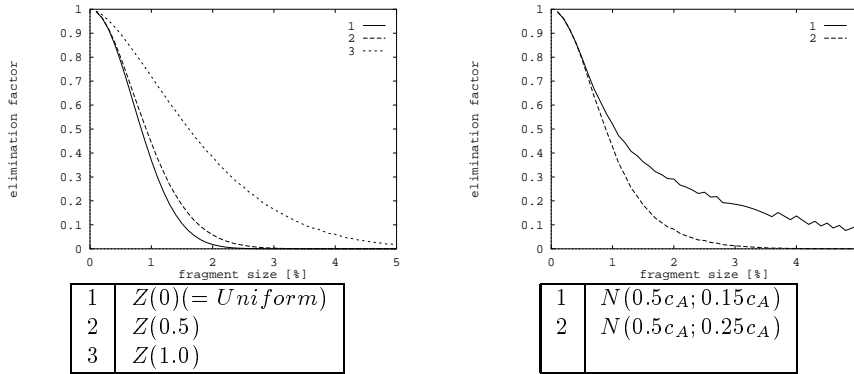 1
0.9
0.8
0.7
0.6
0.5
0.4
0.3
0.2
0.1
0
elimination factor
1
2
3
0 1 2 3 4 5
fragment size [%]
1 Z(0)(= Uniform)
2 Z(0.5)
3 Z(1.0)
1
0.9
0.8
0.7
0.6
0.5
0.4
0.3
0.2
0.1
0
elimination factor
1
2
0 1 2 3 4
fragment size [%]
1 N(0.5c_A; 0.15c_A)
2 N(0.5c_A; 0.25c_A)